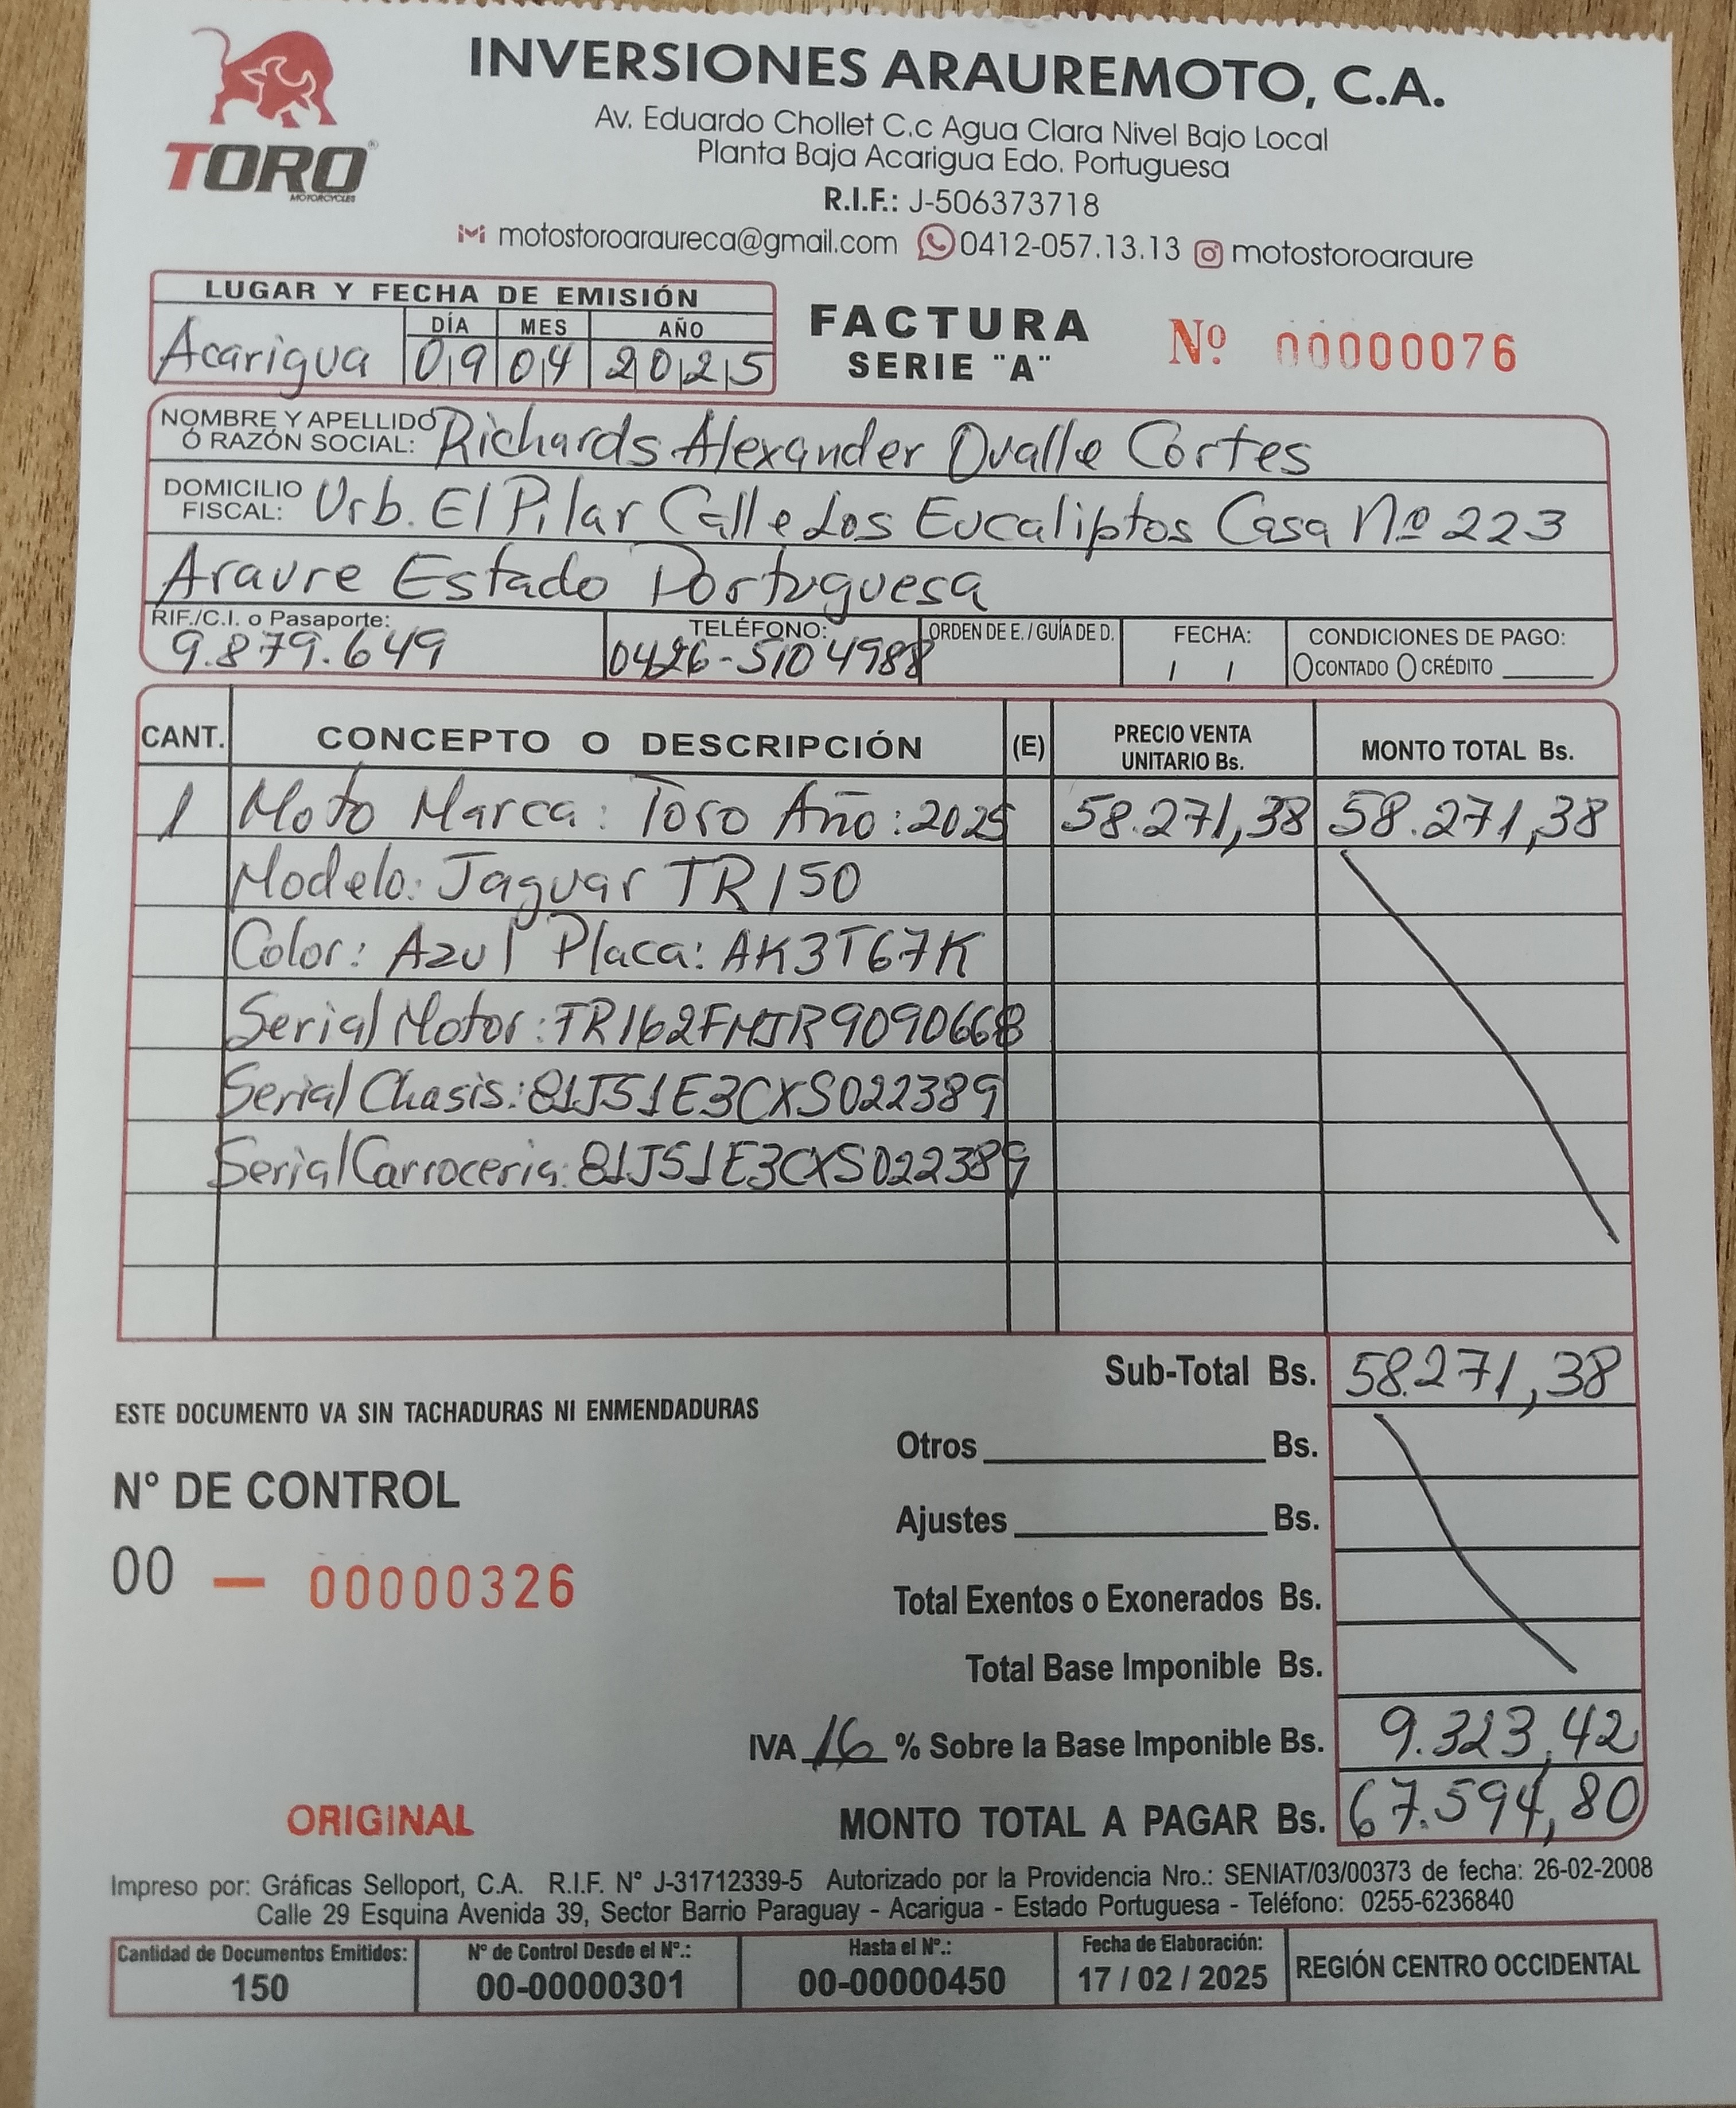 TORO®
MOTORCYCLES
INVERSIONES ARAUREMOTO, C.A.
Av. Eduardo Chollet C.c Agua Clara Nivel Bajo Local
Planta Baja Acarigua Edo. Portuguesa
R.I.F.: J-506373718
motostoroaraureca@gmail.com 0412-057.13.13 motostoroaraure
LUGAR Y FECHA DE EMISIÓN
DÍA MES AÑO
Acarigua 09 04 2025
FACTURA
SERIE "A"
Nº 00000076
NOMBRE Y APELLIDO
Ó RAZÓN SOCIAL: Richards Alexander Ovalle Cortes
DOMICILIO
FISCAL: Urb. El Pilar Calle Los Eucaliptos Casa Nº 223
Araure Estado Portuguesa
RIF./C.I. o Pasaporte: TELÉFONO: ORDEN DE E. / GUÍA DE D. FECHA: CONDICIONES DE PAGO:
9.879.649 0426-5104988 / / CONTADO CRÉDITO
CANT. CONCEPTO O DESCRIPCIÓN (E) PRECIO VENTA UNITARIO Bs. MONTO TOTAL Bs.
1 Moto Marca: Toro Año: 2025 58.271,38 58.271,38
Modelo: Jaguar TR150
Color: Azul Placa: AK3T67K
Serial Motor: TR162FMJR9090668
Serial Chasis: 81JS1E3CXS022389
Serial Carroceria: 81JS1E3CXS022389
Sub-Total Bs. 58.271,38
ESTE DOCUMENTO VA SIN TACHADURAS NI ENMENDADURAS
Otros Bs.
N° DE CONTROL
Ajustes Bs.
00 — 00000326
Total Exentos o Exonerados Bs.
Total Base Imponible Bs.
IVA 16 % Sobre la Base Imponible Bs. 9.323,42
ORIGINAL
MONTO TOTAL A PAGAR Bs. 67.594,80
Impreso por: Gráficas Selloport, C.A. R.I.F. N° J-31712339-5 Autorizado por la Providencia Nro.: SENIAT/03/00373 de fecha: 26-02-2008
Calle 29 Esquina Avenida 39, Sector Barrio Paraguay - Acarigua - Estado Portuguesa - Teléfono: 0255-6236840
Cantidad de Documentos Emitidos: N° de Control Desde el N°.: Hasta el N°.: Fecha de Elaboración: REGIÓN CENTRO OCCIDENTAL
150 00-00000301 00-00000450 17 / 02 / 2025